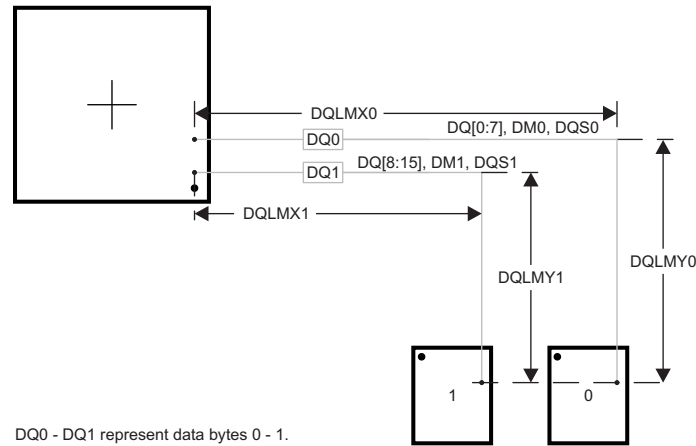 DQLMX0
DQ[0:7], DM0, DQS0
DQ0
DQ[8:15], DM1, DQS1
DQ1
DQLMX1
DQLMY0
DQLMY1
1
0
DQ0 - DQ1 represent data bytes 0 - 1.